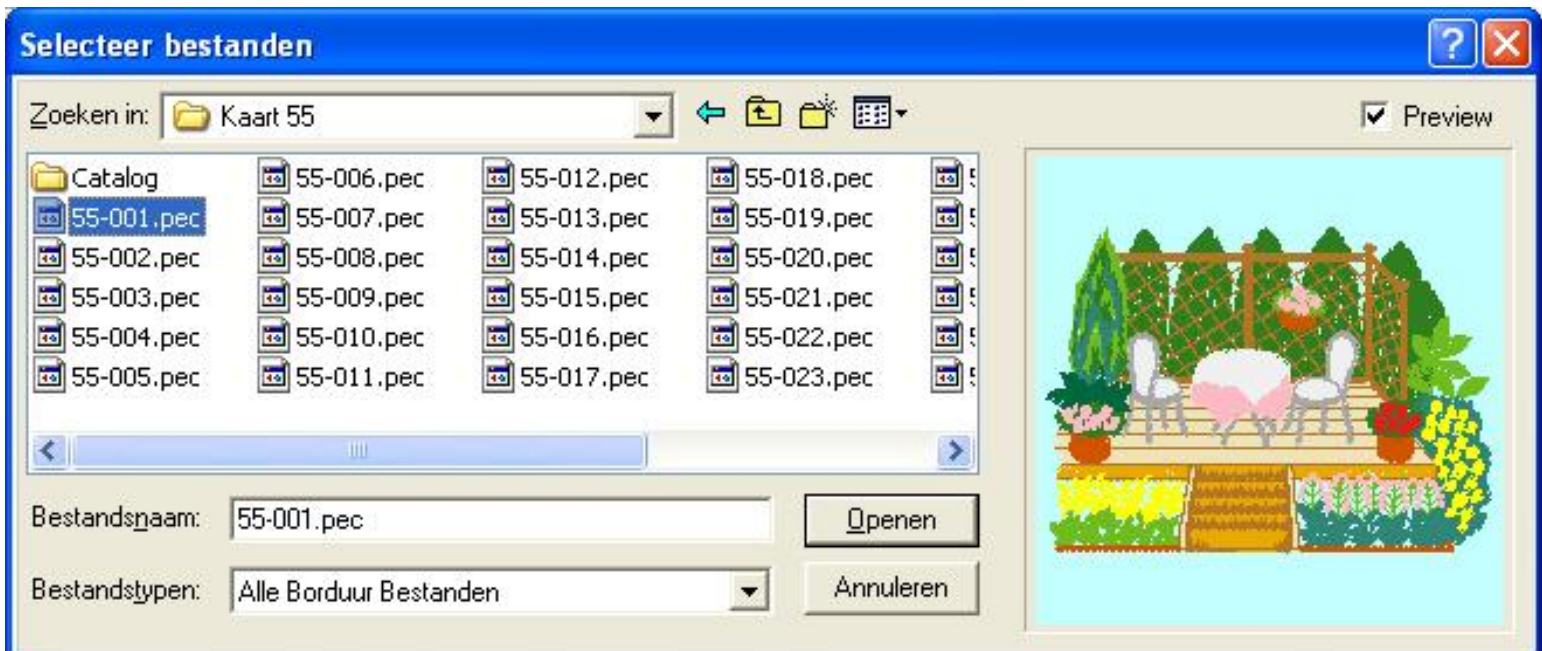 Selecteer bestanden
Zoeken in: Kaart 55 Preview
Catalog 55-006.pec 55-012.pec 55-018.pec
55-001.pec 55-007.pec 55-013.pec 55-019.pec
55-002.pec 55-008.pec 55-014.pec 55-020.pec
55-003.pec 55-009.pec 55-015.pec 55-021.pec
55-004.pec 55-010.pec 55-016.pec 55-022.pec
55-005.pec 55-011.pec 55-017.pec 55-023.pec
Bestandsnaam: 55-001.pec Openen
Bestandstypen: Alle Borduur Bestanden Annuleren